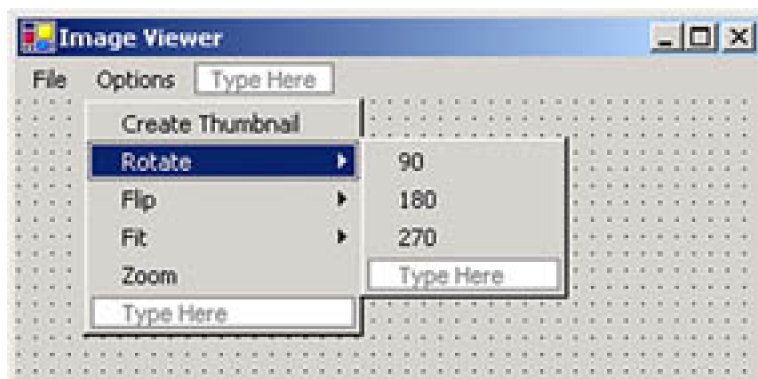 Image Viewer
File Options Type Here
Create Thumbnail
Rotate
Flip
Fit
Zoom
Type Here
90
180
270
Type Here